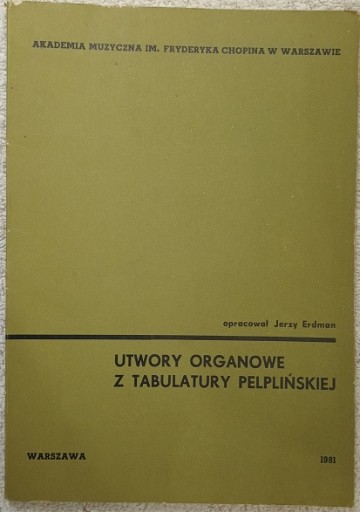 AKADEMIA MUZYCZNA IM. FRYDERYKA CHOPINA W WARSZAWIE
opracował Jerzy Erdman
UTWORY ORGANOWE
Z TABULATURY PELPLIŃSKIEJ
WARSZAWA 1981